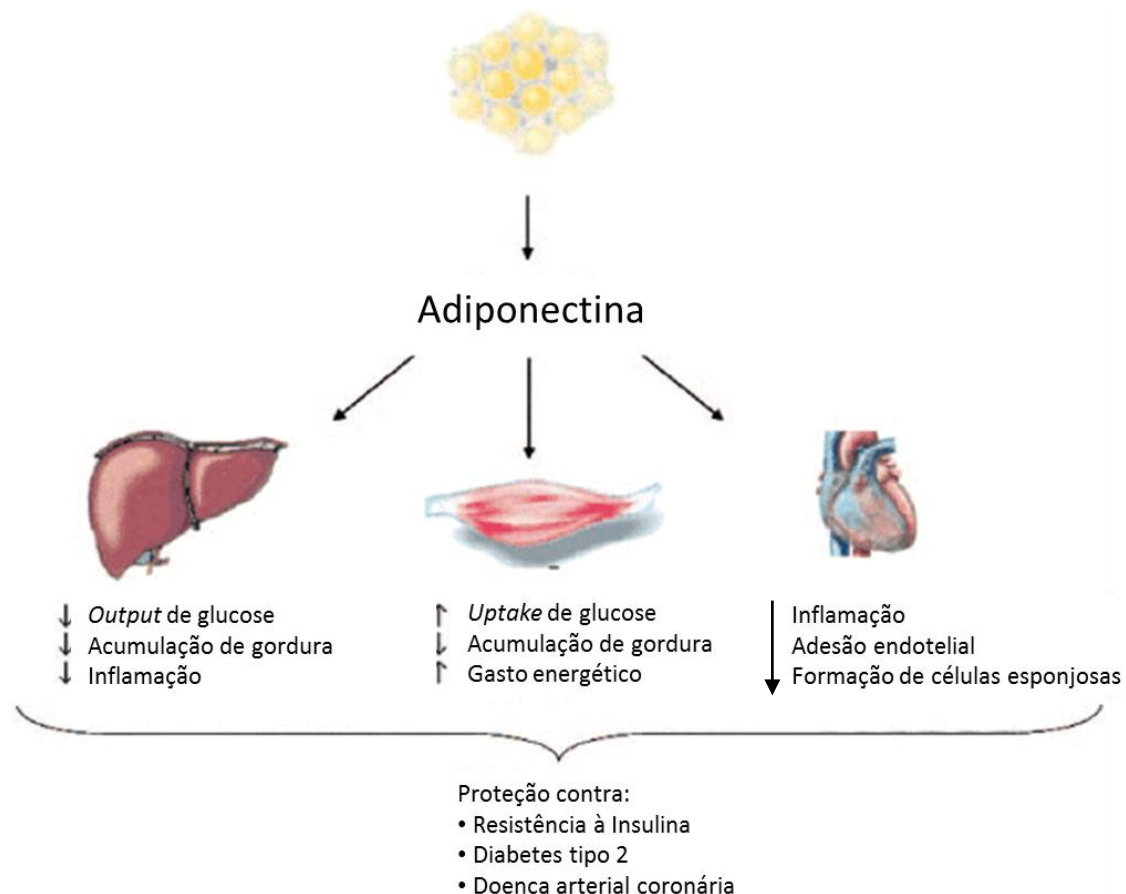 Adiponectina
↓ Output de glucose
↓ Acumulação de gordura
↓ Inflamação
↑ Uptake de glucose
↓ Acumulação de gordura
↑ Gasto energético
Inflamação
Adesão endotelial
Formação de células esponjosas
Proteção contra:
• Resistência à Insulina
• Diabetes tipo 2
• Doença arterial coronária